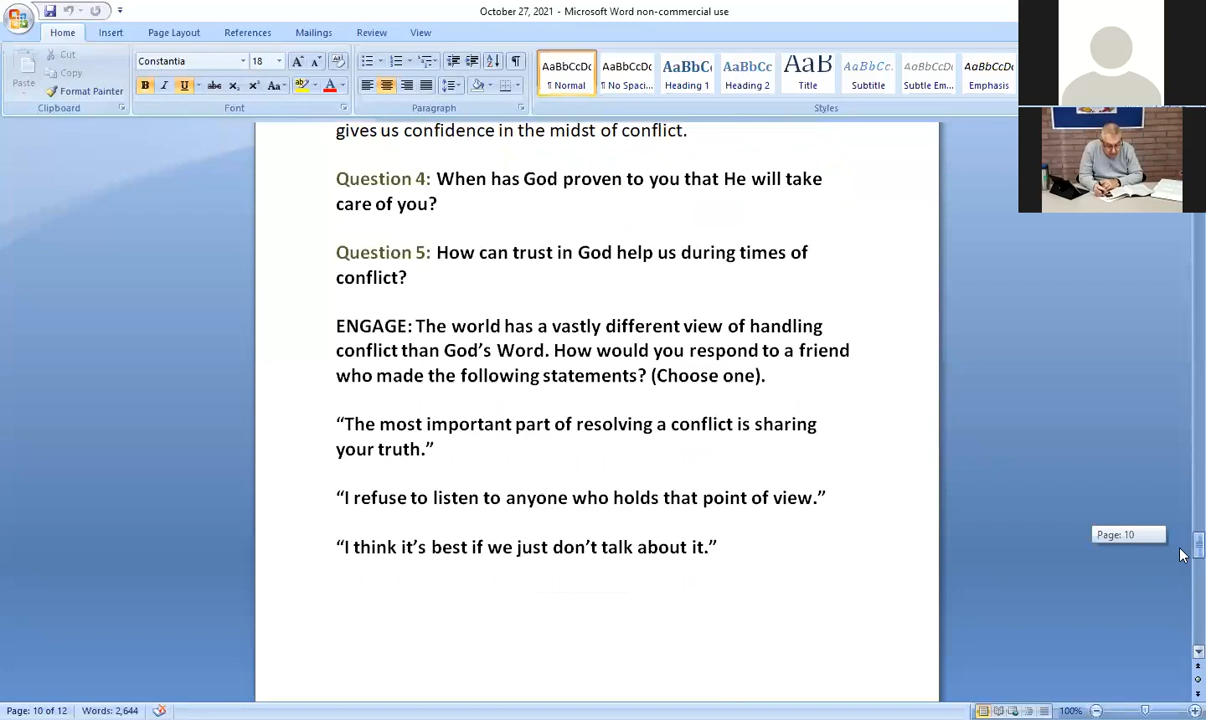 October 27, 2021 - Microsoft Word non-commercial use
Home Insert Page Layout References Mailings Review View
Cut
Copy
Paste
Format Painter
Clipboard
Constantia 18
Font
Paragraph
AaBbCcDc AaBbCcDc AaBbCc AaBbCc AaB AaBbCc. AaBbCcDc AaBbCcDc
¶ Normal ¶ No Spaci... Heading 1 Heading 2 Title Subtitle Subtle Em... Emphasis
Styles
gives us confidence in the midst of conflict.
Question 4: When has God proven to you that He will take
care of you?
Question 5: How can trust in God help us during times of
conflict?
ENGAGE: The world has a vastly different view of handling
conflict than God’s Word. How would you respond to a friend
who made the following statements? (Choose one).
“The most important part of resolving a conflict is sharing
your truth.”
“I refuse to listen to anyone who holds that point of view.”
“I think it’s best if we just don’t talk about it.”
Page: 10
Page: 10 of 12 Words: 2,644 100%